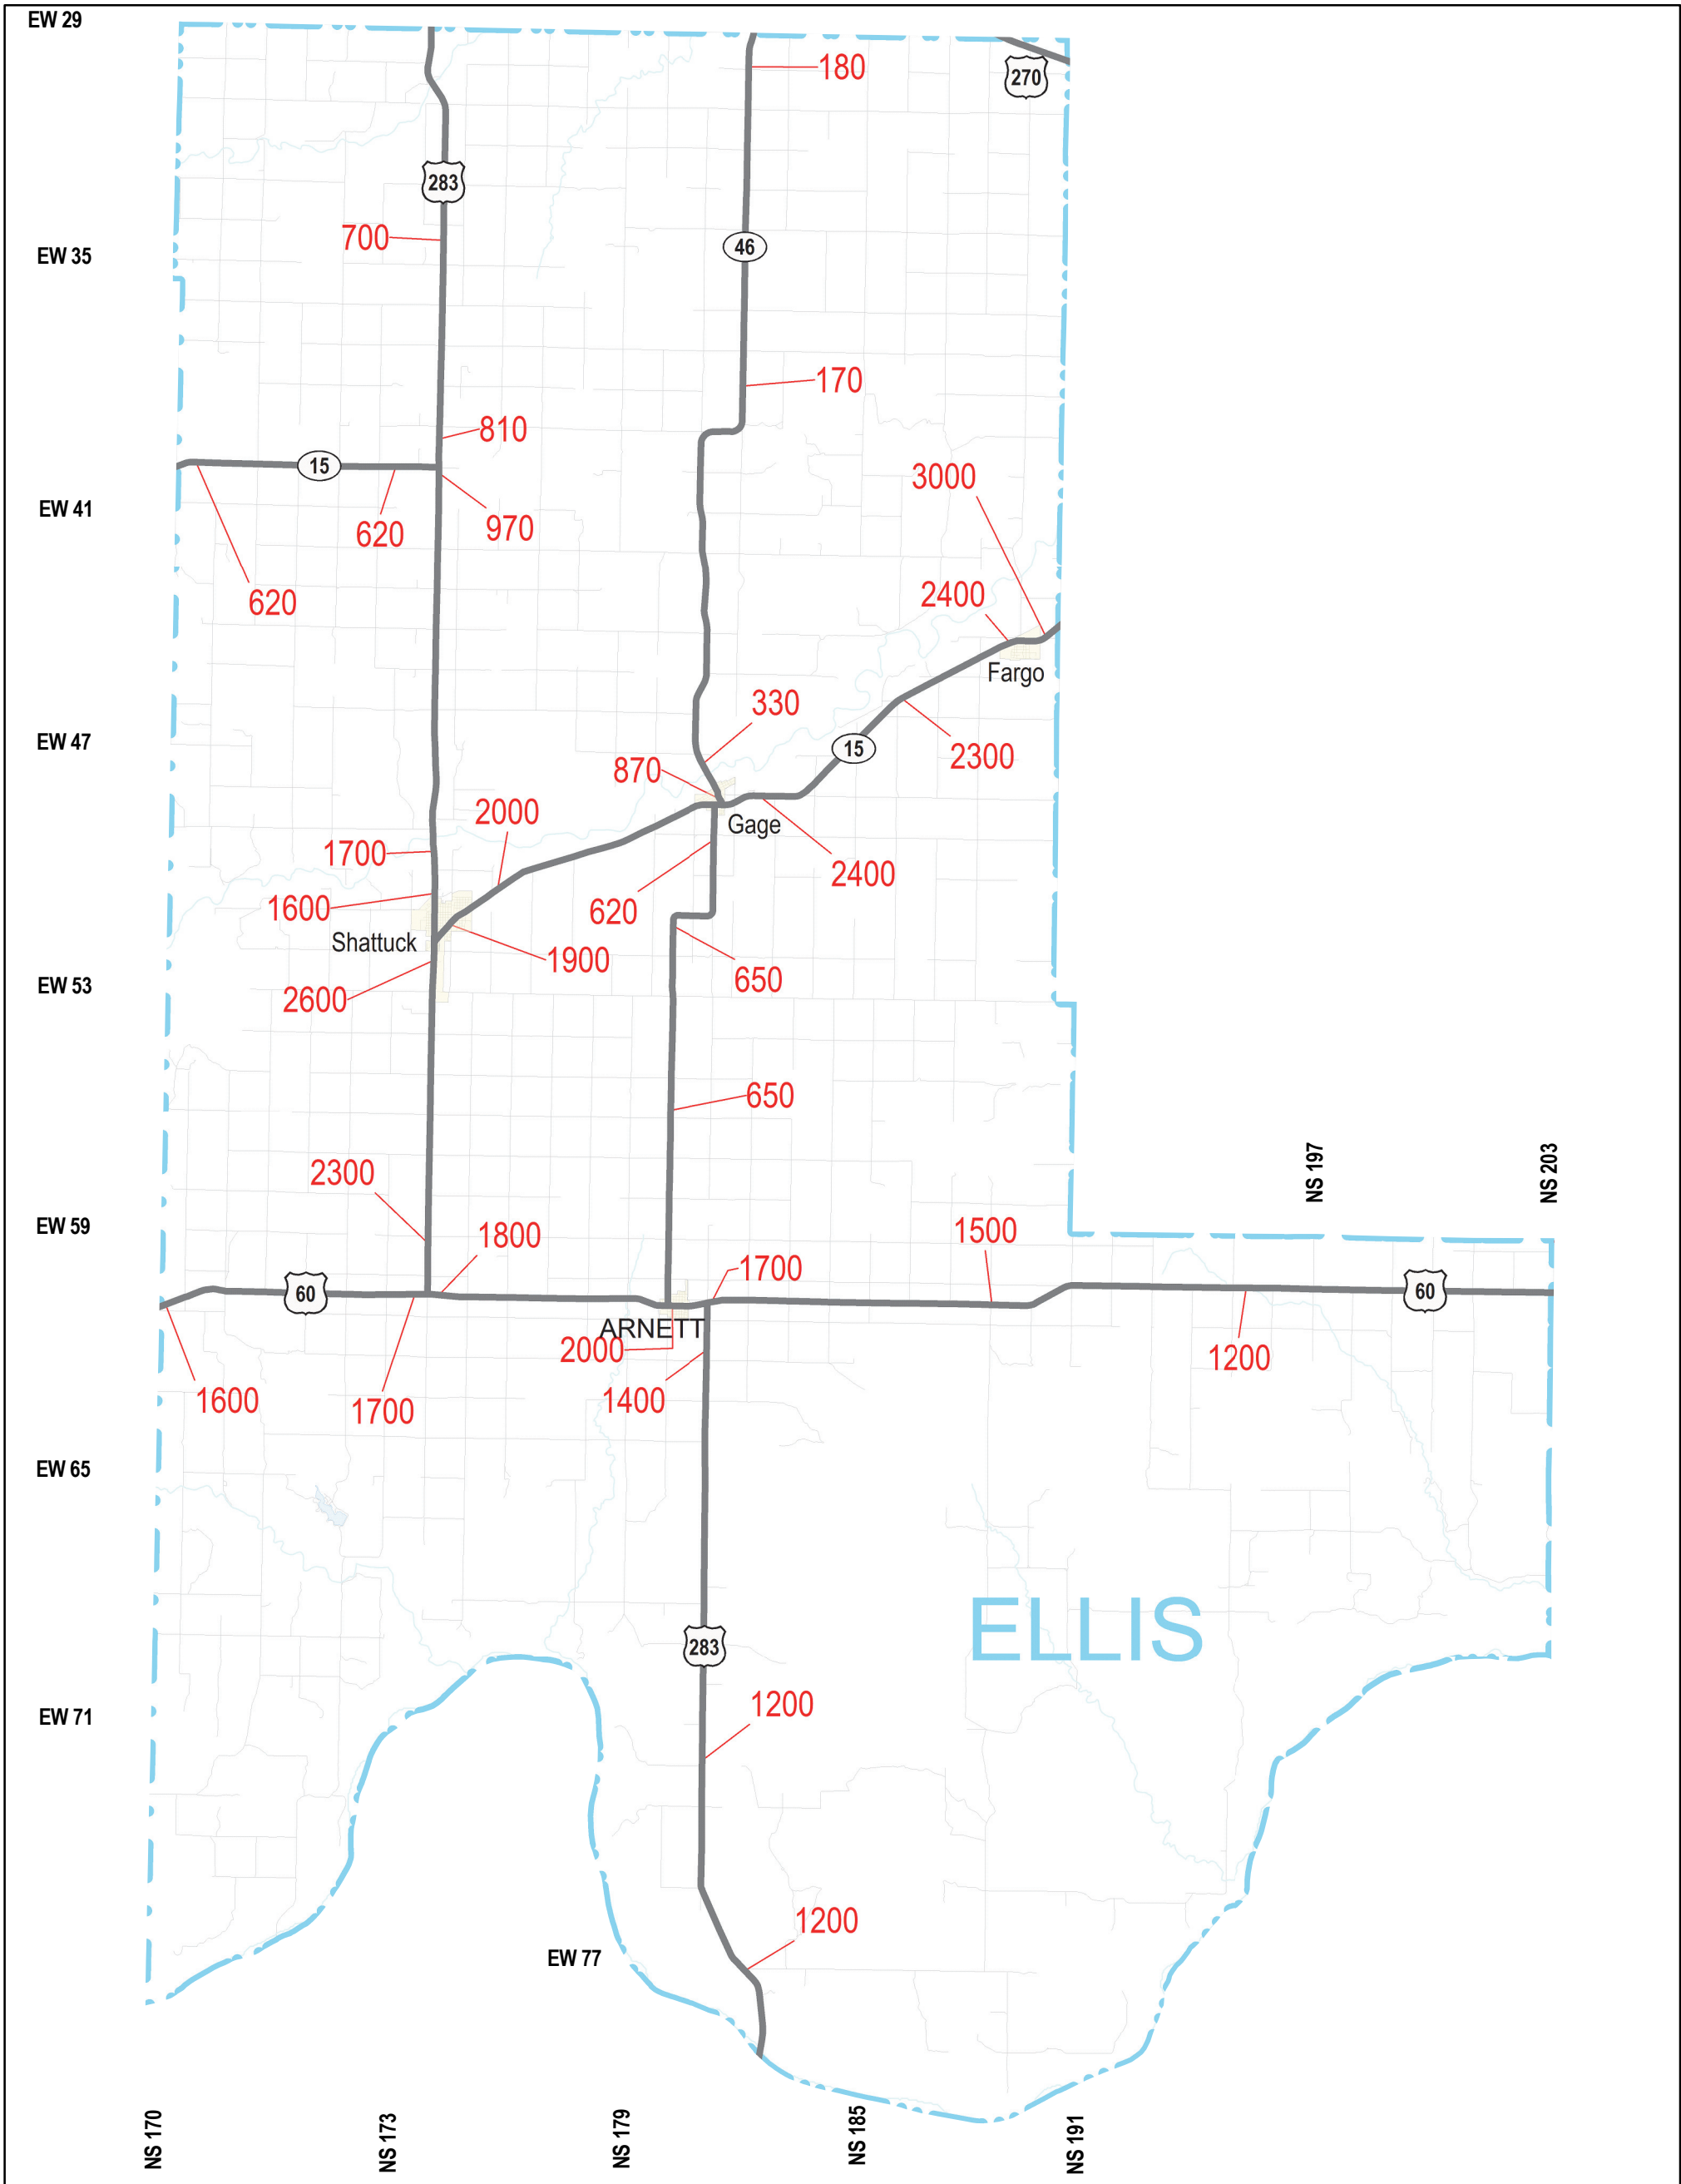 EW 29
180
270
283
700
46
EW 35
170
810
15
3000
EW 41
620
970
620
2400
Fargo
330
EW 47
15
2300
870
2000
Gage
1700
2400
1600
620
Shattuck
1900
650
EW 53
2600
650
NS 197
NS 203
2300
EW 59
1800
1500
1700
60
60
ARNETT
2000
1200
1600
1700
1400
EW 65
ELLIS
283
1200
EW 71
1200
EW 77
NS 170
NS 173
NS 179
NS 185
NS 191